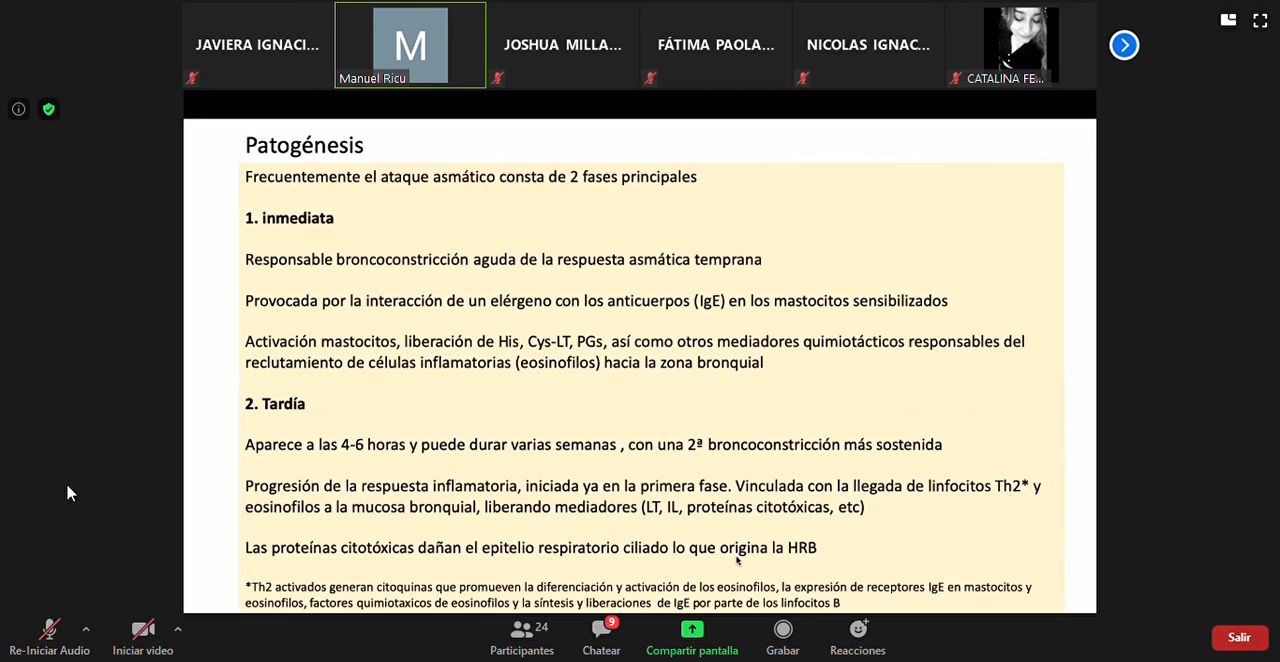 JAVIERA IGNACI...
M
Manuel Ricu
JOSHUA MILLA...
FÁTIMA PAOLA...
NICOLAS IGNAC...
CATALINA FE...
Patogénesis
Frecuentemente el ataque asmático consta de 2 fases principales
1. inmediata
Responsable broncoconstricción aguda de la respuesta asmática temprana
Provocada por la interacción de un elérgeno con los anticuerpos (IgE) en los mastocitos sensibilizados
Activación mastocitos, liberación de His, Cys-LT, PGs, así como otros mediadores quimiotácticos responsables del
reclutamiento de células inflamatorias (eosinofilos) hacia la zona bronquial
2. Tardía
Aparece a las 4-6 horas y puede durar varias semanas , con una 2ª broncoconstricción más sostenida
Progresión de la respuesta inflamatoria, iniciada ya en la primera fase. Vinculada con la llegada de linfocitos Th2* y
eosinofilos a la mucosa bronquial, liberando mediadores (LT, IL, proteínas citotóxicas, etc)
Las proteínas citotóxicas dañan el epitelio respiratorio ciliado lo que origina la HRB
*Th2 activados generan citoquinas que promueven la diferenciación y activación de los eosinofilos, la expresión de receptores IgE en mastocitos y
eosinofilos, factores quimiotaxicos de eosinofilos y la síntesis y liberaciones de IgE por parte de los linfocitos B
Re-Iniciar Audio
Iniciar video
24
Participantes
9
Chatear
Compartir pantalla
Grabar
Reacciones
Salir